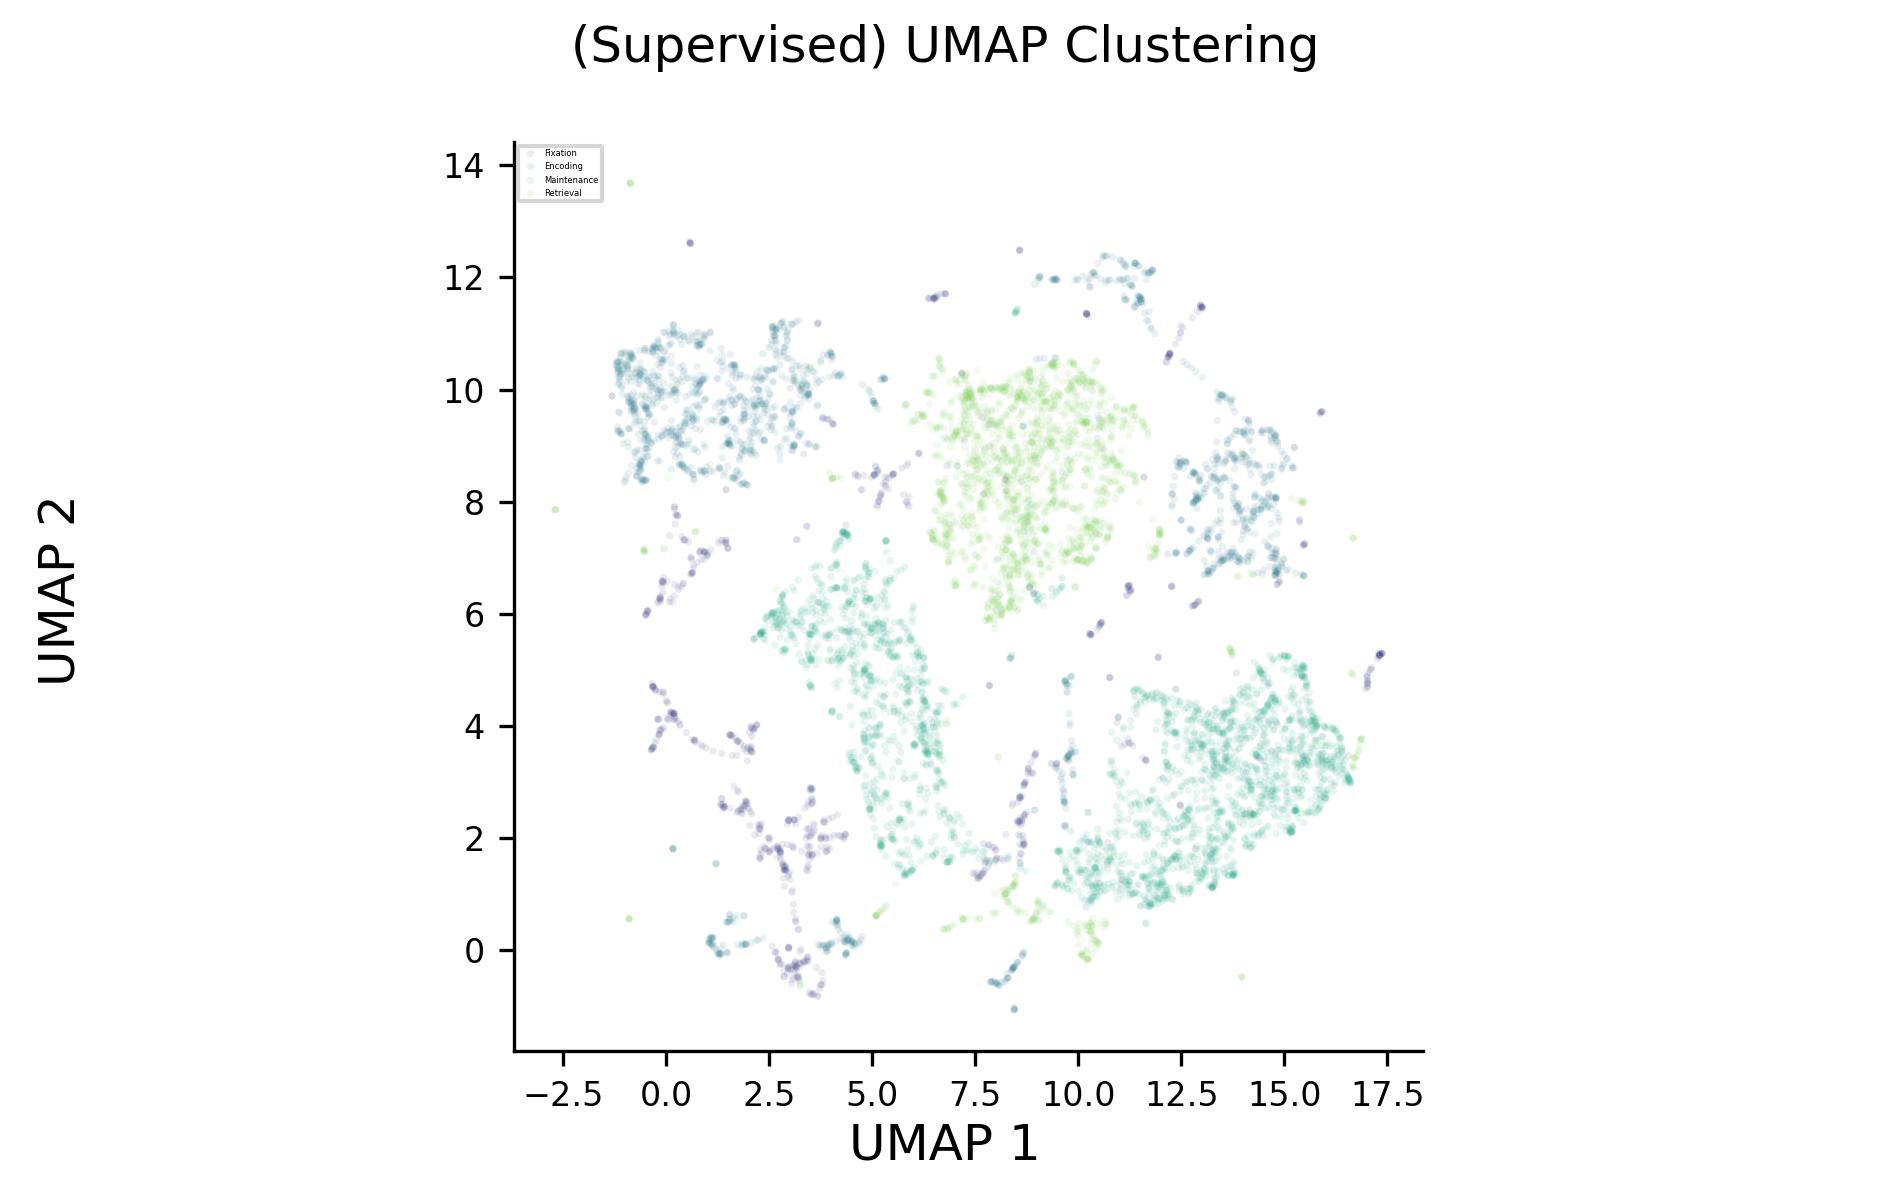 (Supervised) UMAP Clustering
14
12
10
8
6
4
2
0
UMAP 2
Fixation
Encoding
Maintenance
Retrieval
−2.5 0.0 2.5 5.0 7.5 10.0 12.5 15.0 17.5
UMAP 1